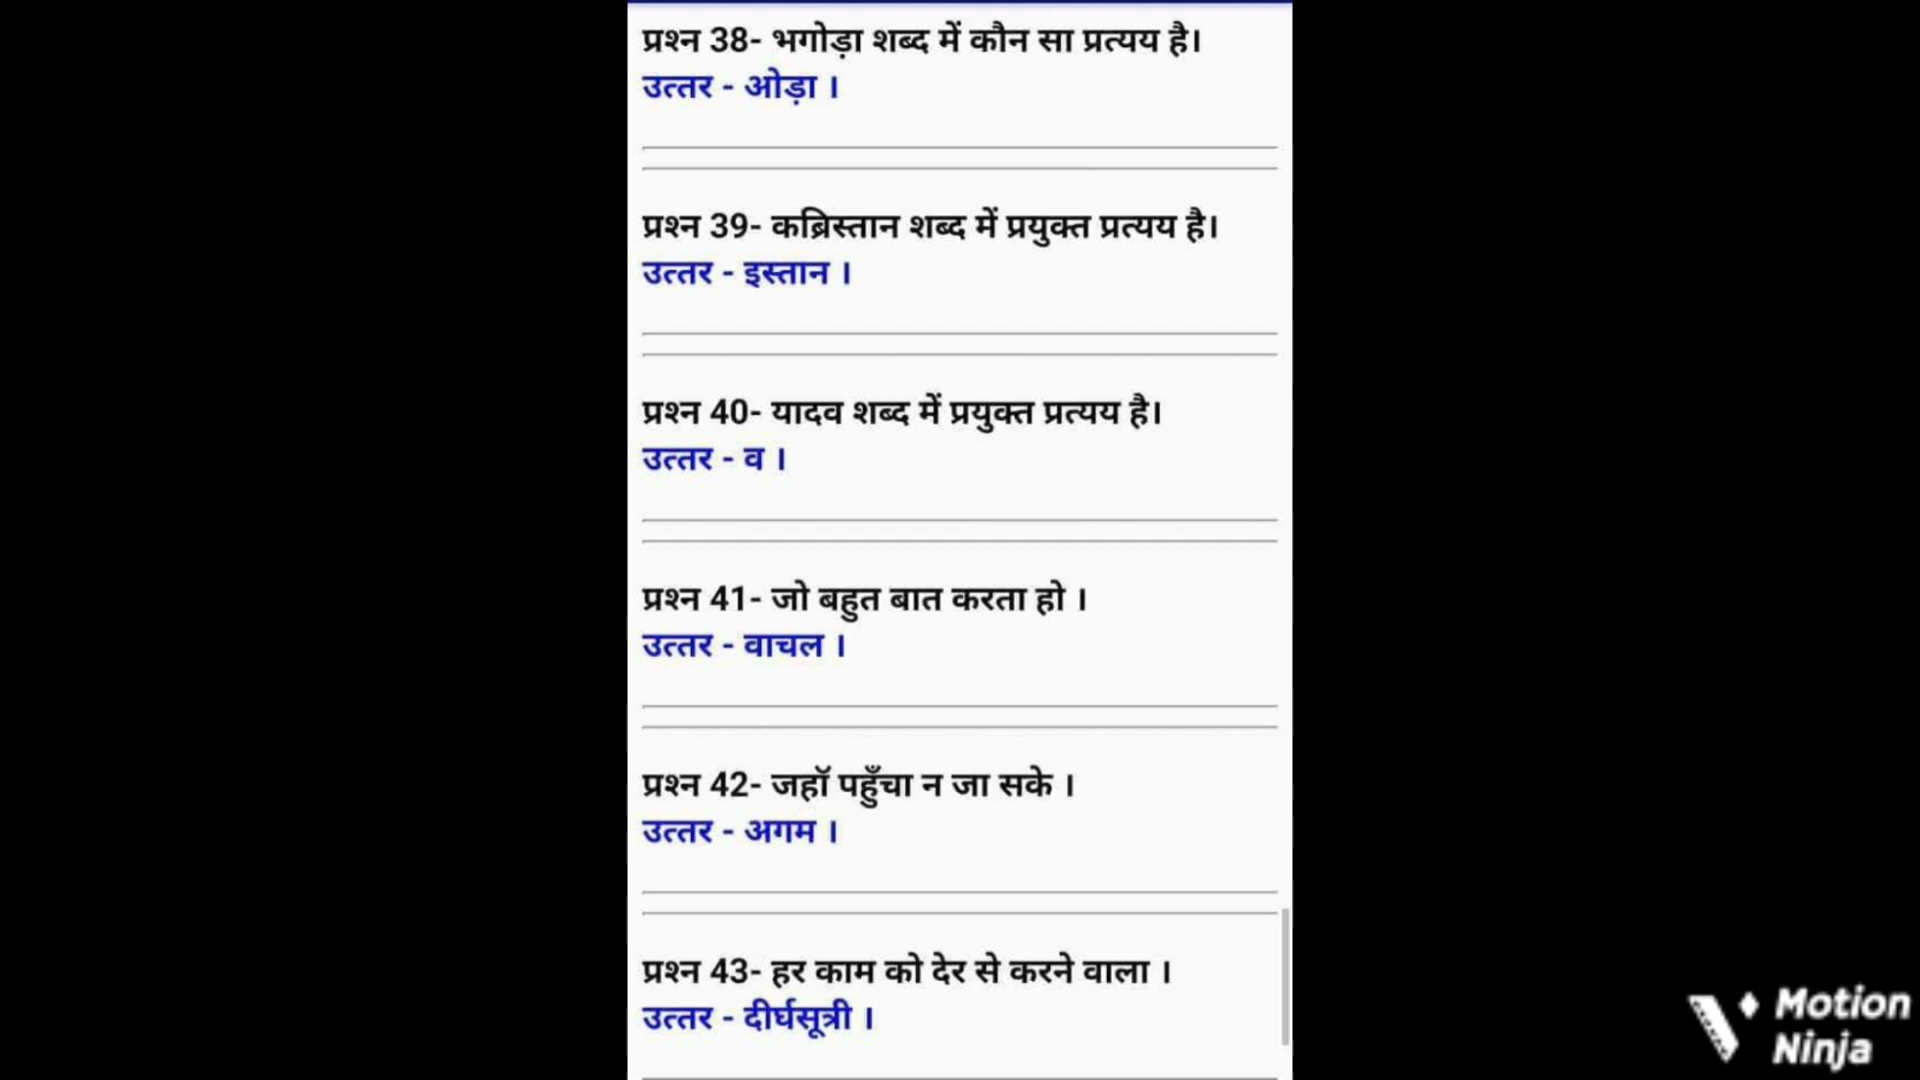 प्रश्न 38- भगोड़ा शब्द में कौन सा प्रत्यय है।
उत्तर - ओड़ा ।
प्रश्न 39- कब्रिस्तान शब्द में प्रयुक्त प्रत्यय है।
उत्तर - इस्तान ।
प्रश्न 40- यादव शब्द में प्रयुक्त प्रत्यय है।
उत्तर - व ।
प्रश्न 41- जो बहुत बात करता हो ।
उत्तर - वाचल ।
प्रश्न 42- जहॉ पहुँचा न जा सके ।
उत्तर - अगम ।
प्रश्न 43- हर काम को देर से करने वाला ।
उत्तर - दीर्घसूत्री ।
Motion
Ninja